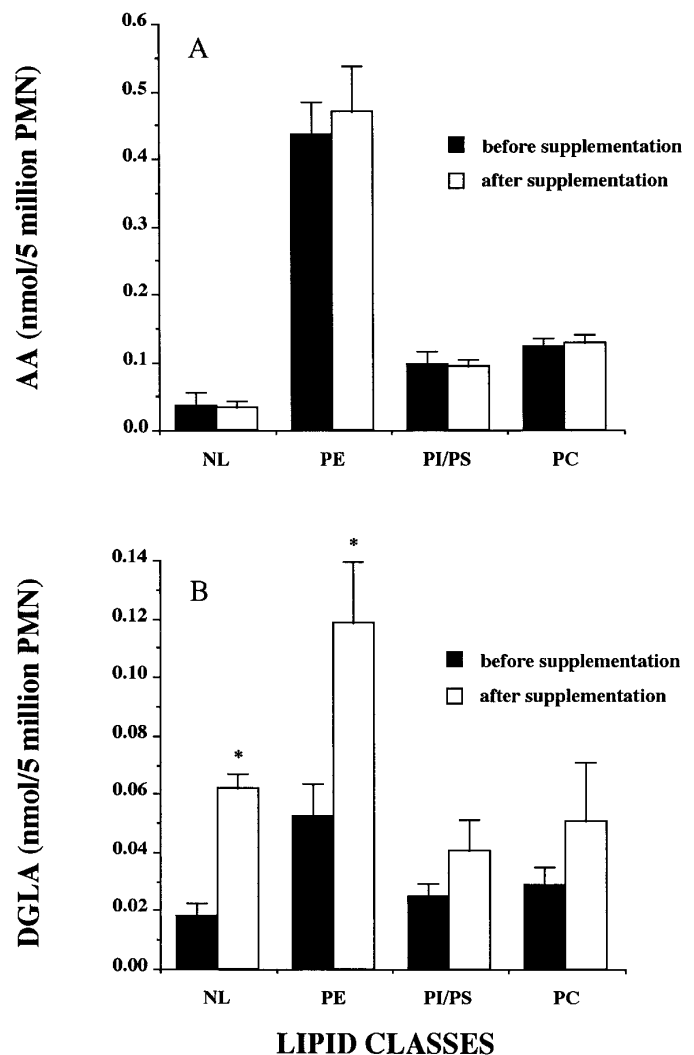 AA (nmol/5 million PMN)
A
0.6
0.5
0.4
0.3
0.2
0.1
0.0
before supplementation
after supplementation
NL PE PI/PS PC
DGLA (nmol/5 million PMN)
B
0.14
0.12
0.10
0.08
0.06
0.04
0.02
0.00
*
*
before supplementation
after supplementation
NL PE PI/PS PC
LIPID CLASSES